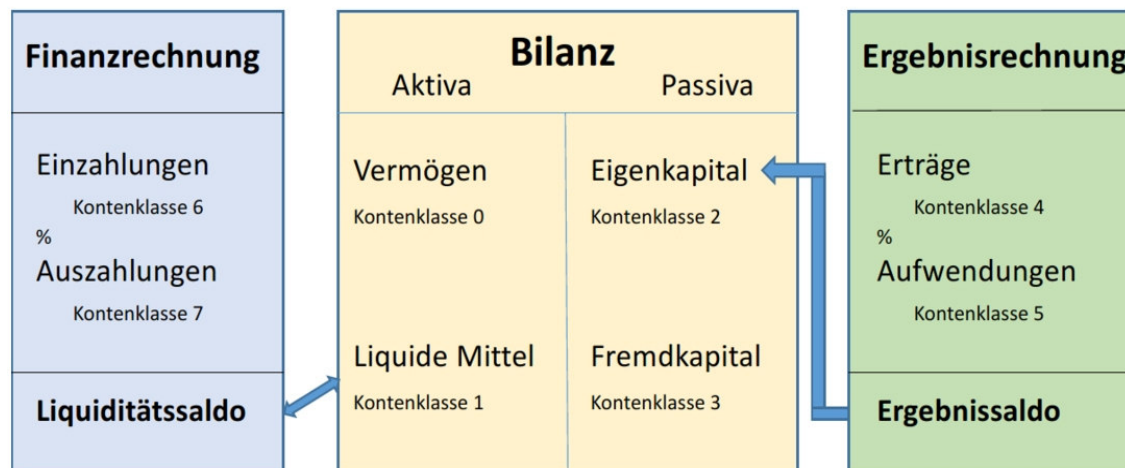 Finanzrechnung
Einzahlungen
Kontenklasse 6
%
Auszahlungen
Kontenklasse 7
Liquiditätssaldo
Bilanz
Aktiva
Passiva
Vermögen
Kontenklasse 0
Eigenkapital
Kontenklasse 2
Liquide Mittel
Kontenklasse 1
Fremdkapital
Kontenklasse 3
Ergebnisrechnung
Erträge
Kontenklasse 4
%
Aufwendungen
Kontenklasse 5
Ergebnissaldo